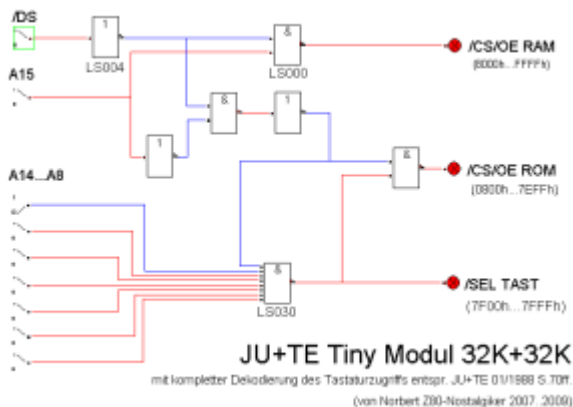 /DS
1
LS004
&
LS000
/CS/OE RAM
(8000h...FFFFh)
A15
&
1
1
&
/CS/OE ROM
(0800h...7EFFh)
A14...A8
&
LS030
/SEL TAST
(7F00h...7FFFh)
JU+TE Tiny Modul 32K+32K
mit kompletter Dekodierung des Tastaturzugriffs entspr. JU+TE 01/1988 S.70ff.
(von Norbert Z80-Nostalgiker 2007..2009)